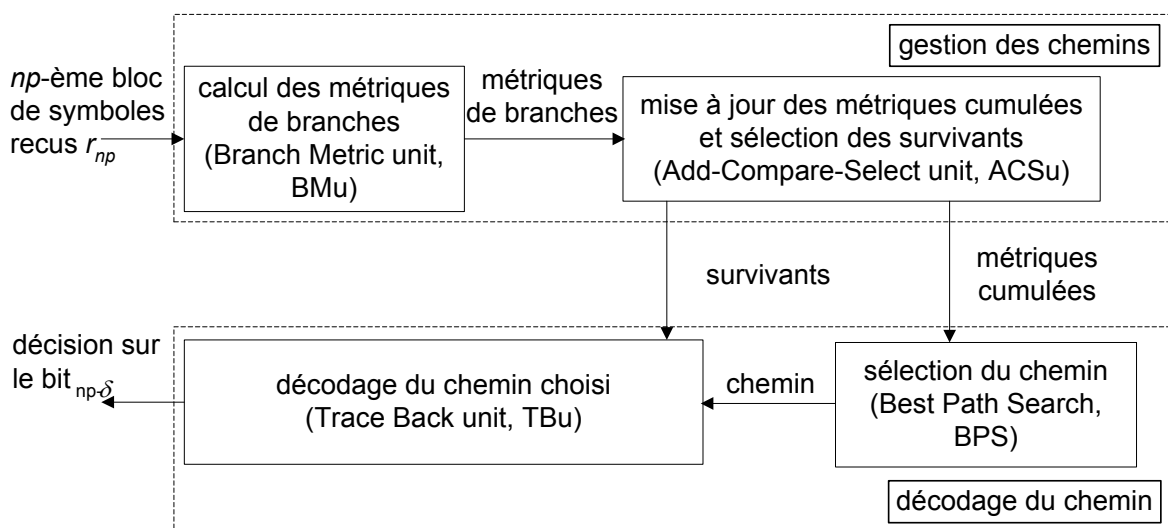 gestion des chemins
np-ème bloc
de symboles
recus r_np
calcul des métriques
de branches
(Branch Metric unit,
BMu)
métriques
de branches
mise à jour des métriques cumulées
et sélection des survivants
(Add-Compare-Select unit, ACSu)
survivants
métriques
cumulées
décision sur
le bit np-δ
décodage du chemin choisi
(Trace Back unit, TBu)
chemin
sélection du chemin
(Best Path Search,
BPS)
décodage du chemin